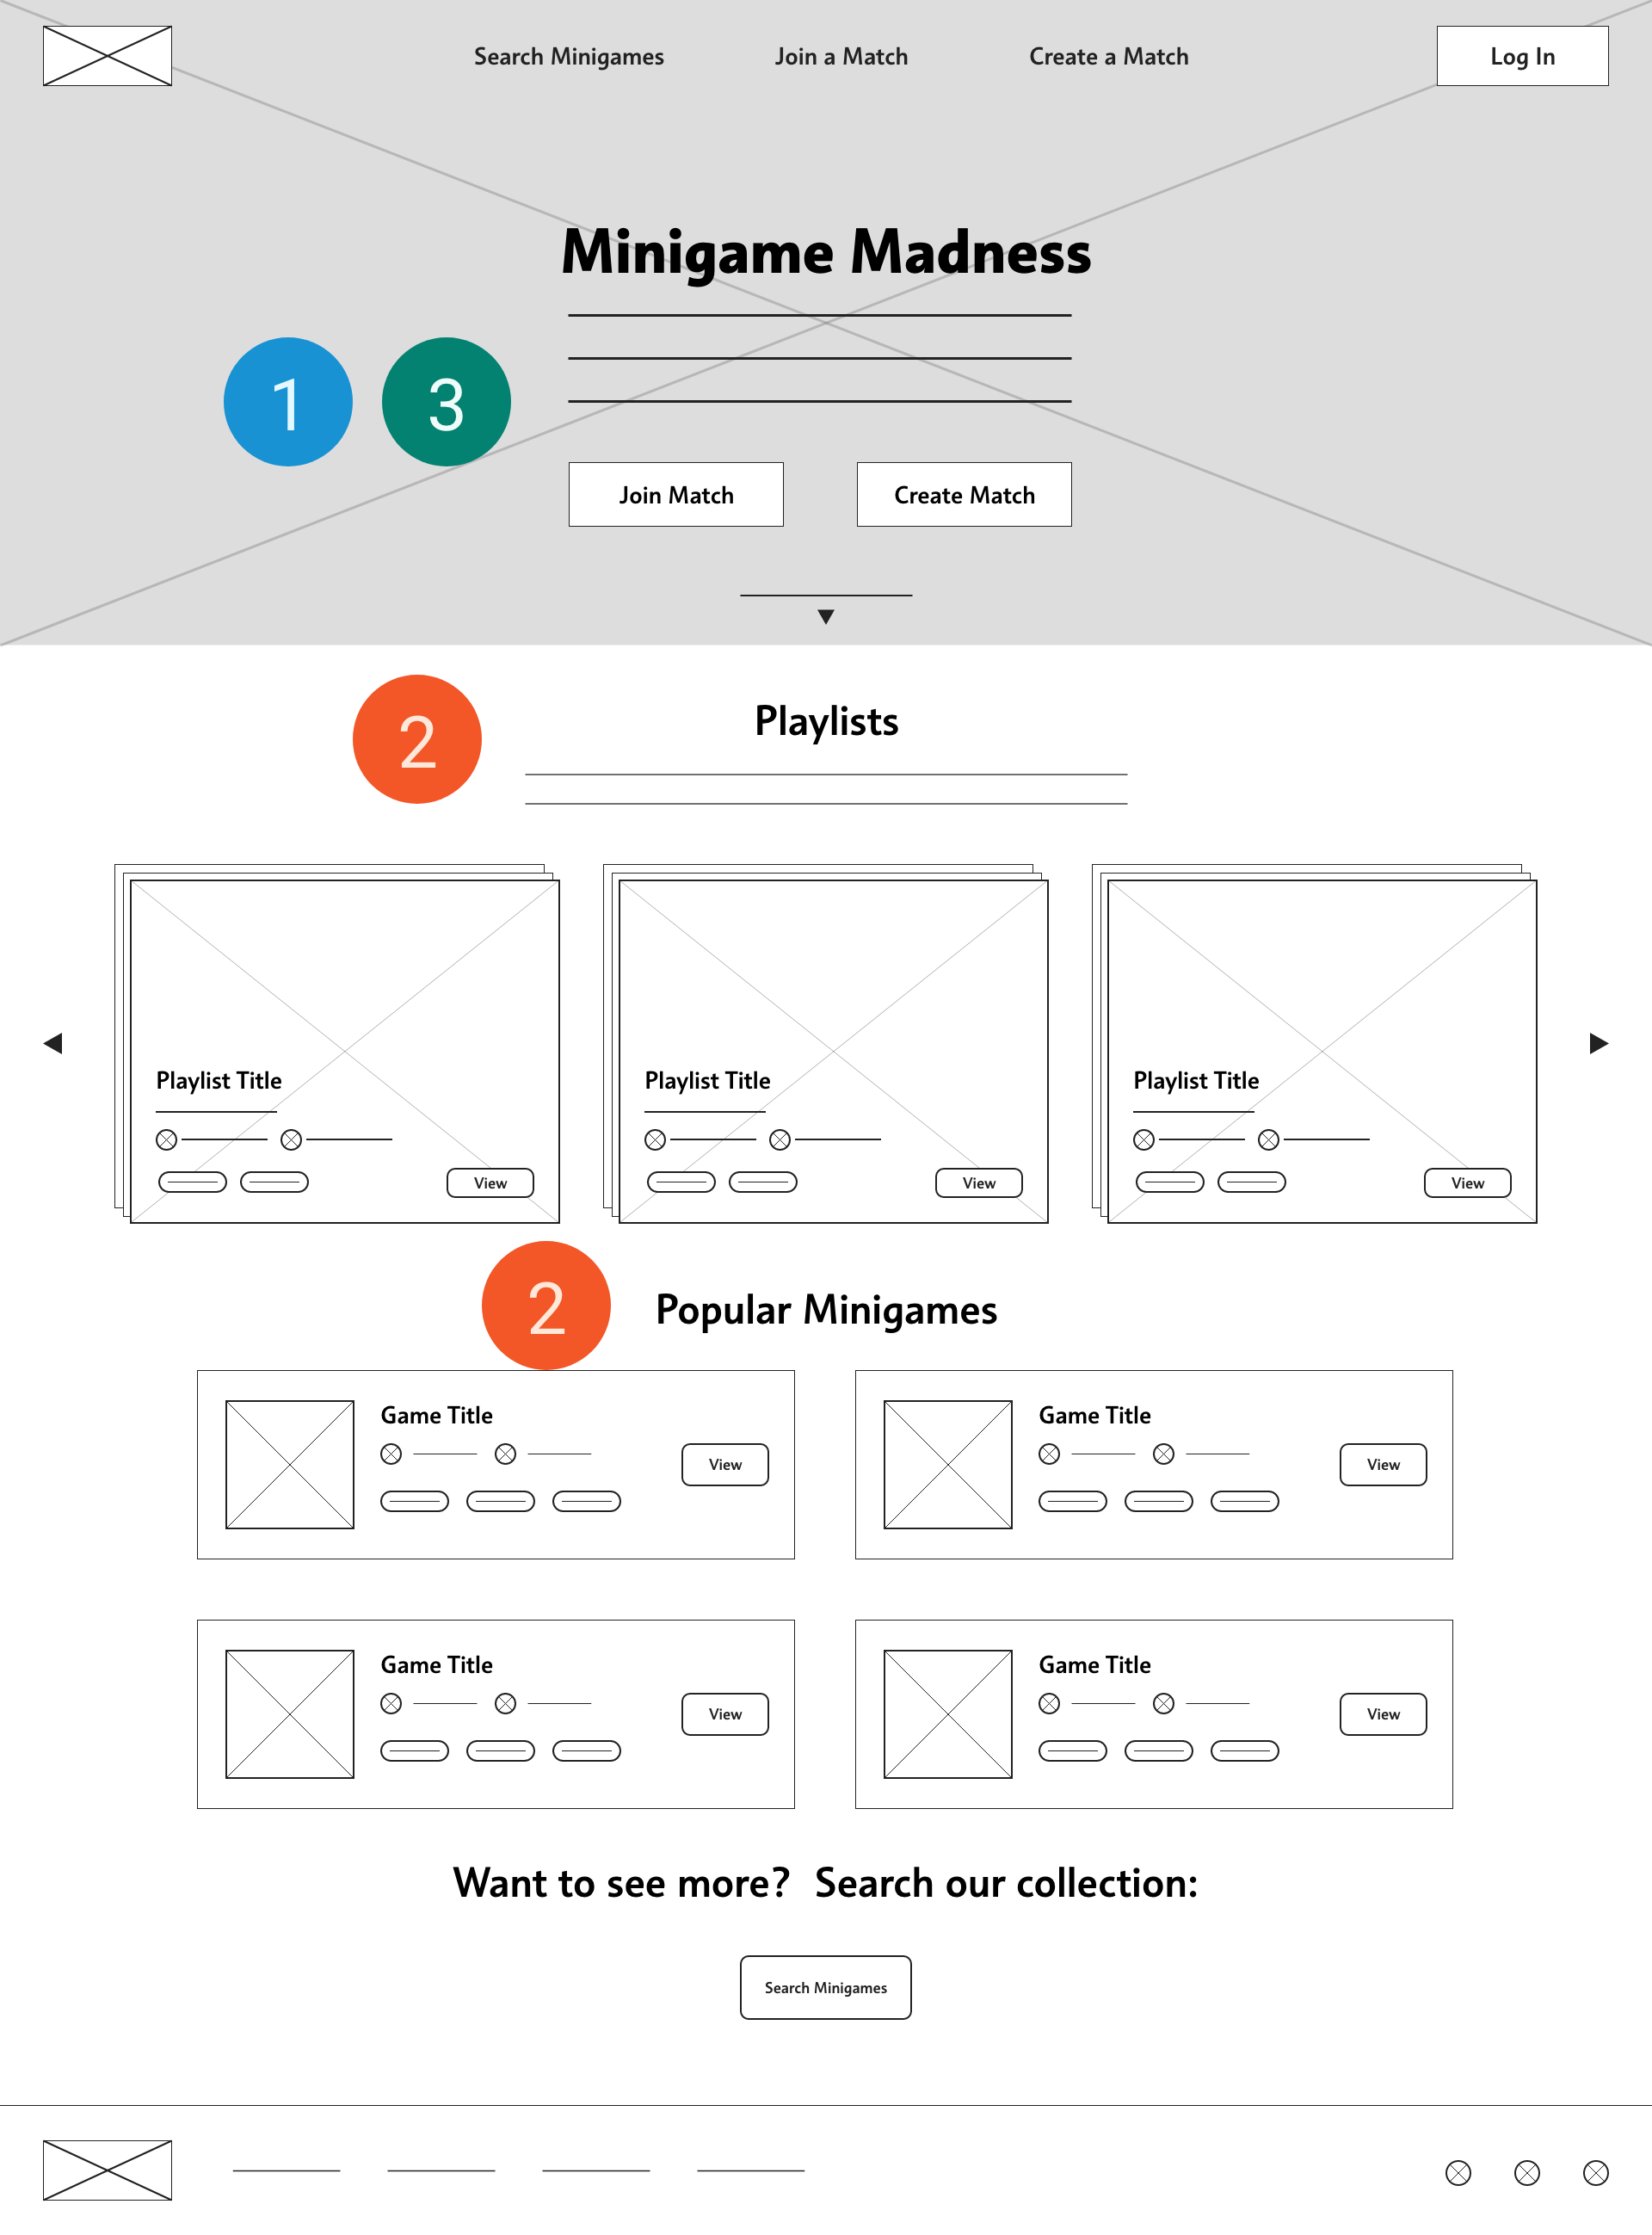 Search Minigames Join a Match Create a Match Log In
Minigame Madness
1 3
Join Match Create Match
2
Playlists
Playlist Title Playlist Title Playlist Title
View View View
2
Popular Minigames
Game Title Game Title
View View
Game Title Game Title
View View
Want to see more? Search our collection:
Search Minigames